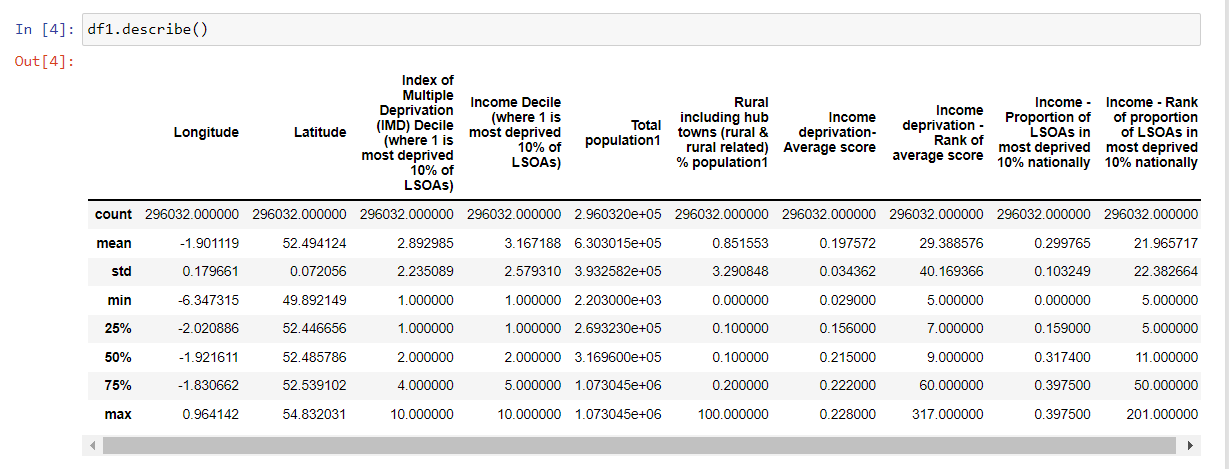 In [4]: df1.describe()
Out[4]:
Longitude Latitude Index of Multiple Deprivation (IMD) Decile (where 1 is most deprived 10% of LSOAs) Income Decile (where 1 is most deprived 10% of LSOAs) Total population1 Rural including hub towns (rural & rural related) % population1 Income deprivation- Average score Income deprivation - Rank of average score Income - Proportion of LSOAs in most deprived 10% nationally Income - Rank of proportion of LSOAs in most deprived 10% nationally
count 296032.000000 296032.000000 296032.000000 296032.000000 2.960320e+05 296032.000000 296032.000000 296032.000000 296032.000000 296032.000000
mean -1.901119 52.494124 2.892985 3.167188 6.303015e+05 0.851553 0.197572 29.388576 0.299765 21.965717
std 0.179661 0.072056 2.235089 2.579310 3.932582e+05 3.290848 0.034362 40.169366 0.103249 22.382664
min -6.347315 49.892149 1.000000 1.000000 2.203000e+03 0.000000 0.029000 5.000000 0.000000 5.000000
25% -2.020886 52.446656 1.000000 1.000000 2.693230e+05 0.100000 0.156000 7.000000 0.159000 5.000000
50% -1.921611 52.485786 2.000000 2.000000 3.169600e+05 0.100000 0.215000 9.000000 0.317400 11.000000
75% -1.830662 52.539102 4.000000 5.000000 1.073045e+06 0.200000 0.222000 60.000000 0.397500 50.000000
max 0.964142 54.832031 10.000000 10.000000 1.073045e+06 100.000000 0.228000 317.000000 0.397500 201.000000